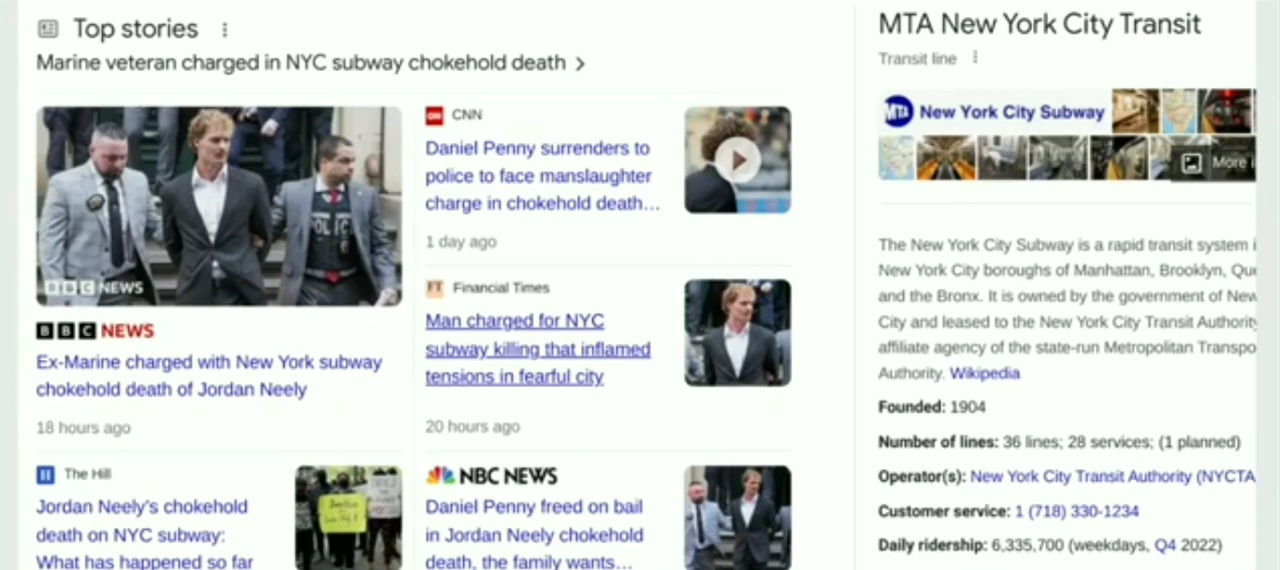 Top stories
Marine veteran charged in NYC subway chokehold death >
BBC NEWS
POLICE
BBC NEWS
Ex-Marine charged with New York subway
chokehold death of Jordan Neely
18 hours ago
CNN
Daniel Penny surrenders to
police to face manslaughter
charge in chokehold death...
1 day ago
FT Financial Times
Man charged for NYC
subway killing that inflamed
tensions in fearful city
20 hours ago
The Hill
Jordan Neely's chokehold
death on NYC subway:
What has happened so far
NBC NEWS
Daniel Penny freed on bail
in Jordan Neely chokehold
death, the family wants...
MTA New York City Transit
Transit line
MTA New York City Subway
More i
The New York City Subway is a rapid transit system i
New York City boroughs of Manhattan, Brooklyn, Que
and the Bronx. It is owned by the government of New
City and leased to the New York City Transit Authority
affiliate agency of the state-run Metropolitan Transpo
Authority. Wikipedia
Founded: 1904
Number of lines: 36 lines; 28 services; (1 planned)
Operator(s): New York City Transit Authority (NYCTA
Customer service: 1 (718) 330-1234
Daily ridership: 6,335,700 (weekdays, Q4 2022)